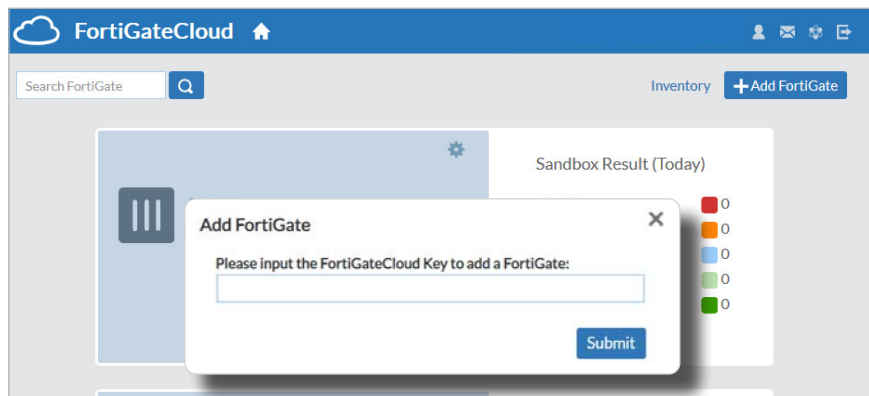 FortiGateCloud
Search FortiGate
Inventory
+Add FortiGate
Sandbox Result (Today)
0
0
0
0
0
Add FortiGate
Please input the FortiGateCloud Key to add a FortiGate:
Submit